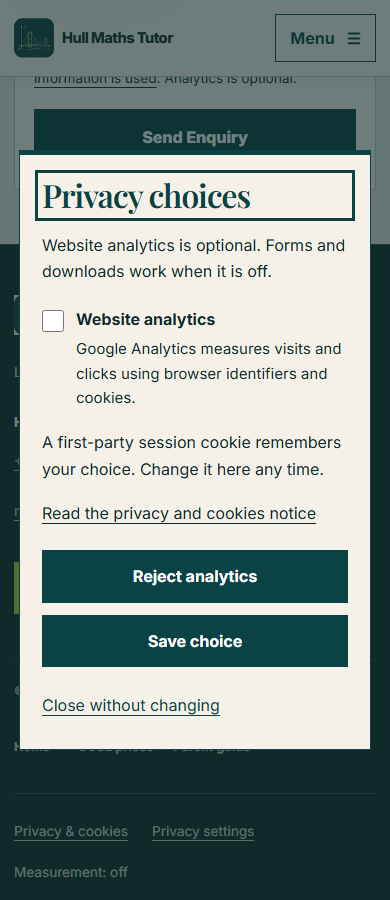 Hull Maths Tutor
Menu
information is used. Analytics is optional.
Send Enquiry
Privacy choices
Website analytics is optional. Forms and
downloads work when it is off.
Website analytics
Google Analytics measures visits and
clicks using browser identifiers and
cookies.
A first-party session cookie remembers
your choice. Change it here any time.
Read the privacy and cookies notice
Reject analytics
Save choice
Close without changing
Privacy & cookies
Privacy settings
Measurement: off